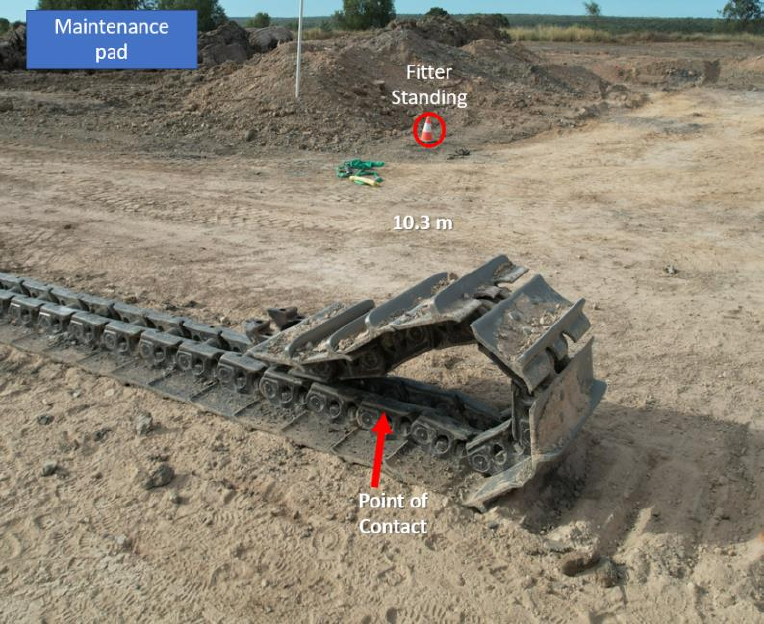 Maintenance
pad
Fitter
Standing
10.3 m
Point of
Contact